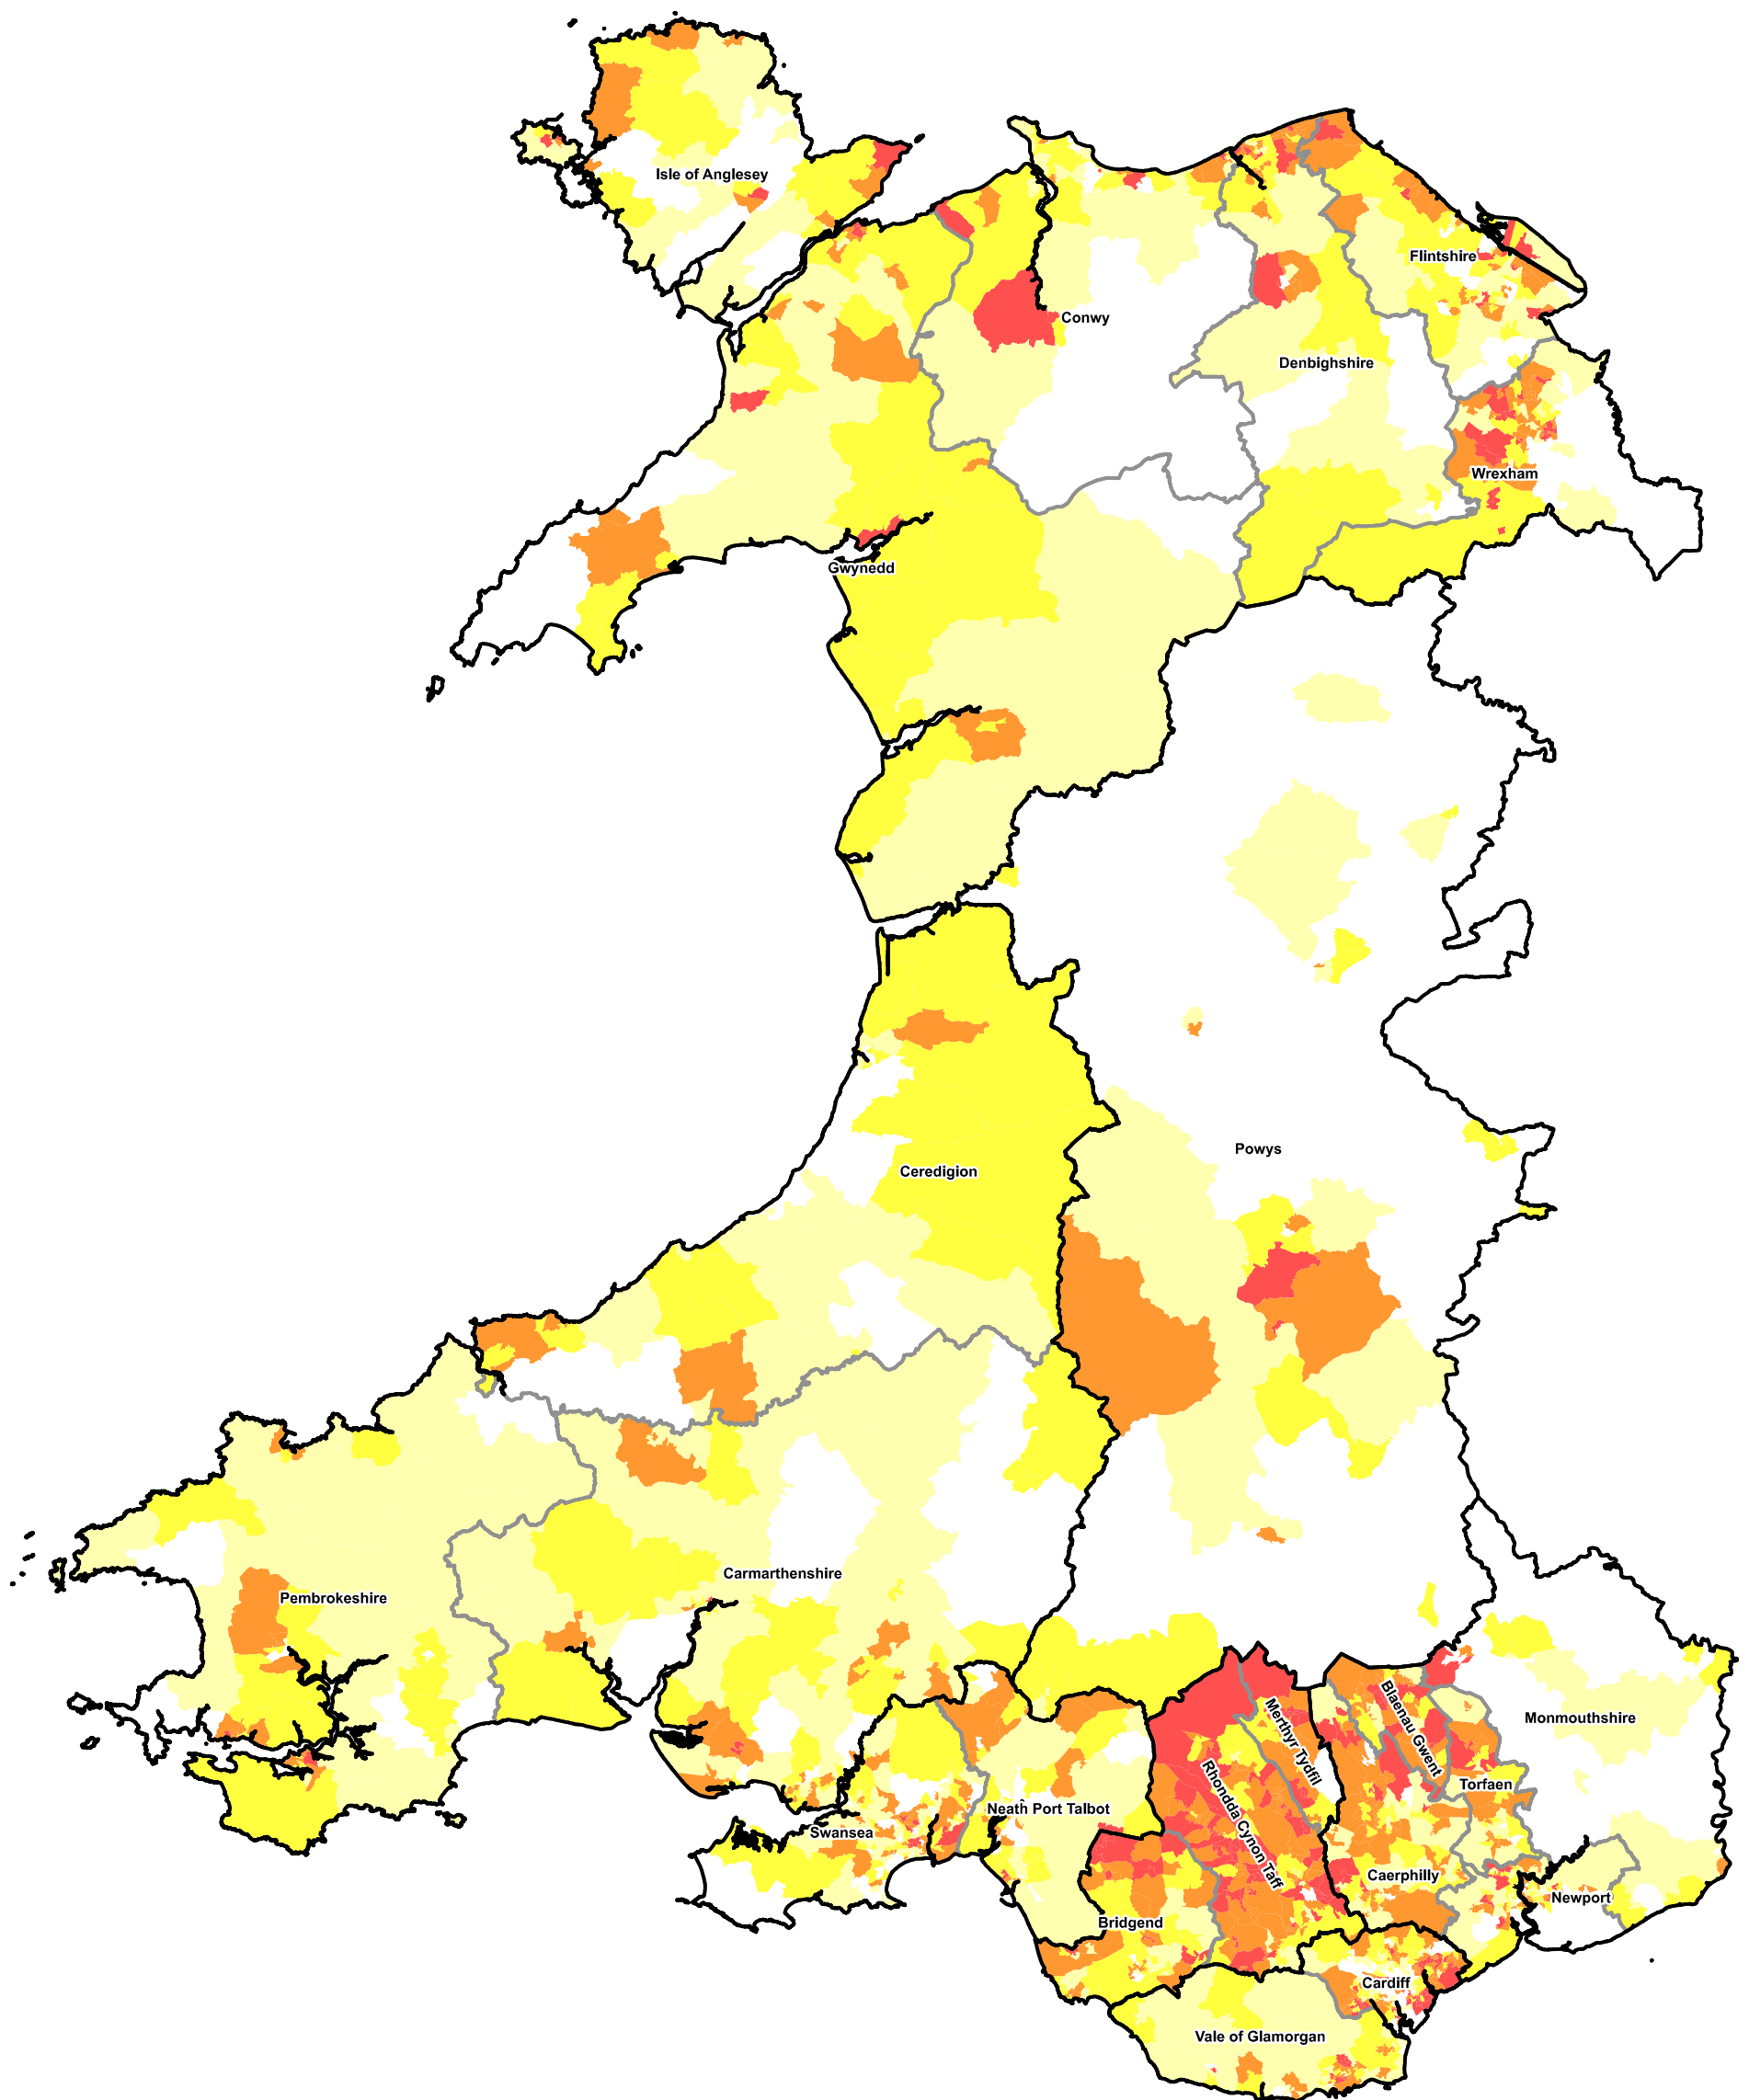 Isle of Anglesey
Flintshire
Conwy
Denbighshire
Wrexham
Gwynedd
Powys
Ceredigion
Carmarthenshire
Pembrokeshire
Blaenau Gwent
Merthyr Tydfil
Monmouthshire
Rhondda Cynon Taff
Torfaen
Neath Port Talbot
Swansea
Caerphilly
Newport
Bridgend
Cardiff
Vale of Glamorgan